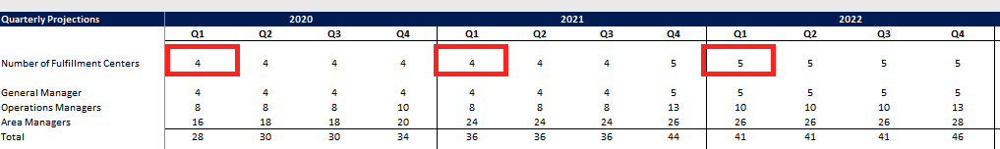 Quarterly Projections 2020 2021 2022
Q1 Q2 Q3 Q4 Q1 Q2 Q3 Q4 Q1 Q2 Q3 Q4
Number of Fulfillment Centers 4 4 4 4 4 4 4 5 5 5 5 5
General Manager 4 4 4 4 4 4 4 5 5 5 5 5
Operations Managers 8 8 8 10 8 8 8 13 10 10 10 13
Area Managers 16 18 18 20 24 24 24 26 26 26 26 28
Total 28 30 30 34 36 36 36 44 41 41 41 46